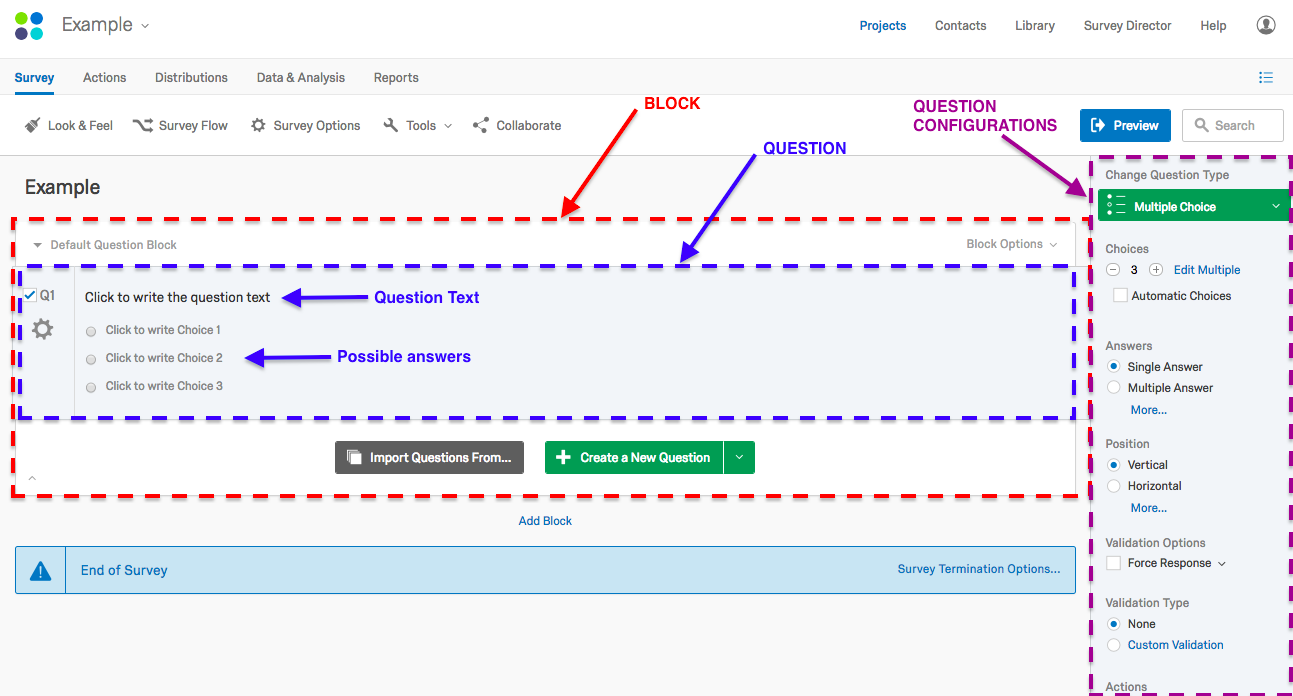 Example
Projects
Contacts
Library
Survey Director
Help
Survey
Actions
Distributions
Data & Analysis
Reports
Look & Feel
Survey Flow
Survey Options
Tools
Collaborate
BLOCK
QUESTION
QUESTION
CONFIGURATIONS
Preview
Search
Example
Default Question Block
Block Options
Q1
Click to write the question text
Question Text
Click to write Choice 1
Click to write Choice 2
Possible answers
Click to write Choice 3
Import Questions From...
Create a New Question
Add Block
End of Survey
Survey Termination Options...
Change Question Type
Multiple Choice
Choices
3
Edit Multiple
Automatic Choices
Answers
Single Answer
Multiple Answer
More...
Position
Vertical
Horizontal
More...
Validation Options
Force Response
Validation Type
None
Custom Validation
Actions